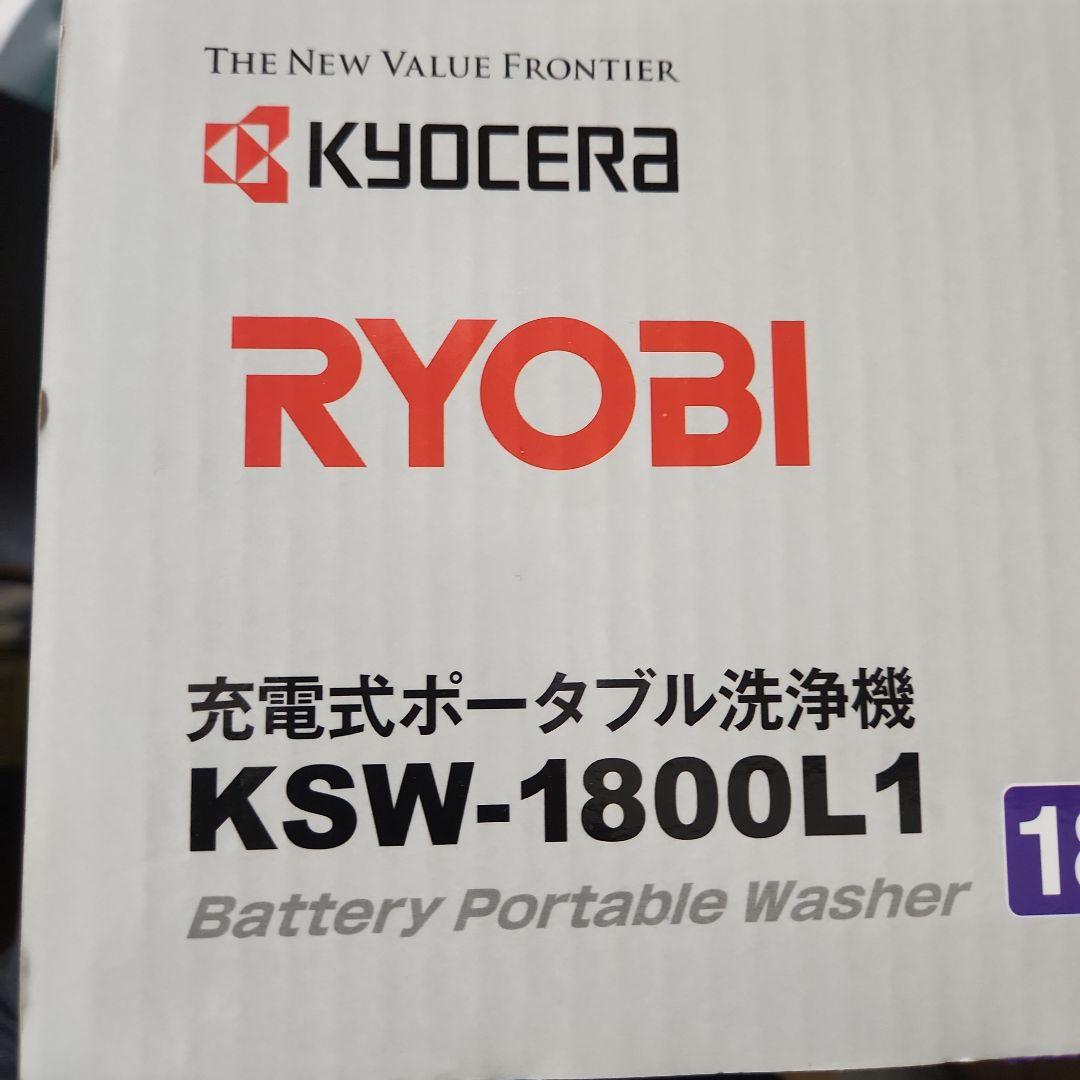 THE NEW VALUE FRONTIER
KYOCERA
RYOBI
充電式ポータブル洗浄機
KSW-1800L1
Battery Portable Washer